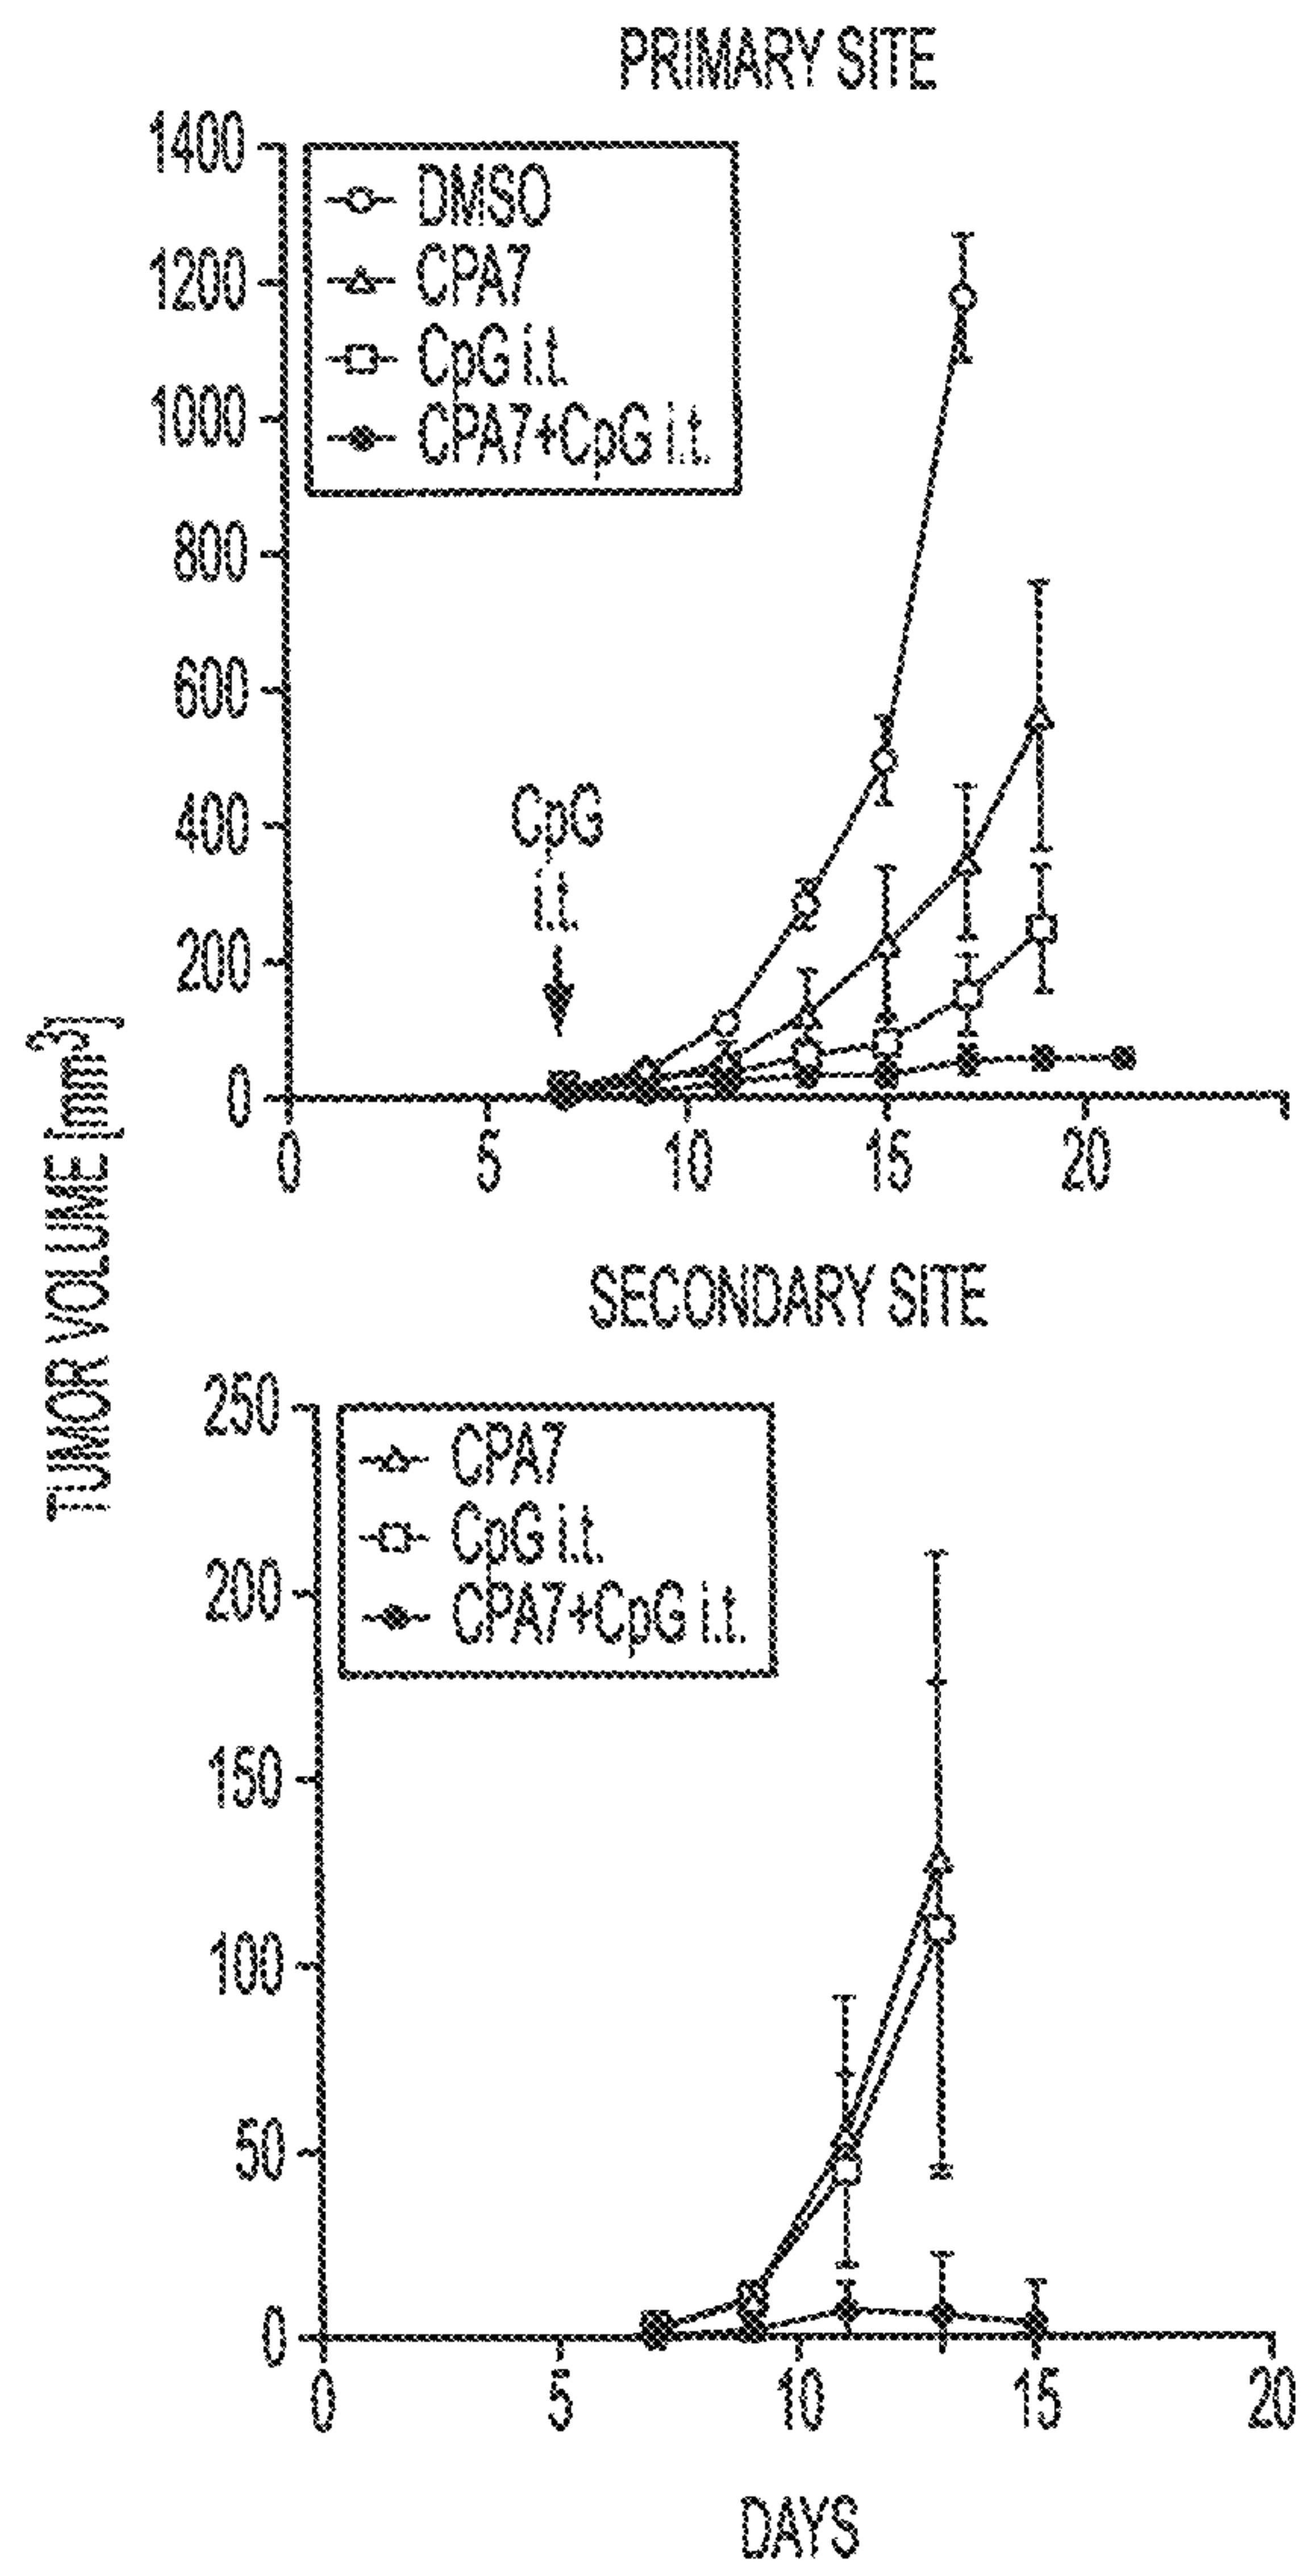 PRIMARY SITE
1400
1200
1000
800
600
400
200
0
DMSO
CPA7
CpG i.t.
CPA7+CpG i.t.
CpG
i.t.
0 5 10 15 20
TUMOR VOLUME [mm³]
SECONDARY SITE
250
200
150
100
50
0
CPA7
CpG i.t.
CPA7+CpG i.t.
0 5 10 15 20
DAYS